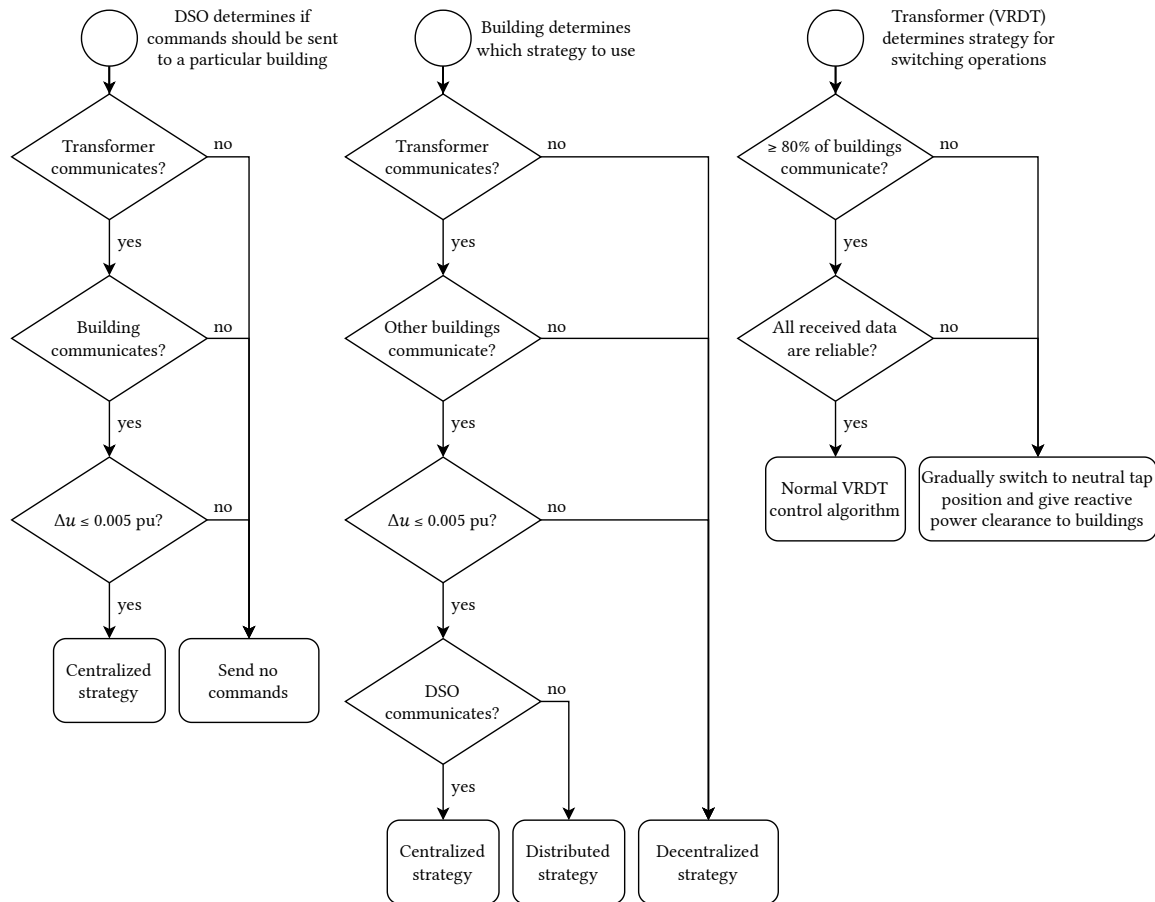 DSO determines if
commands should be sent
to a particular building
Transformer
communicates?
no
yes
Building
communicates?
no
yes
Δu ≤ 0.005 pu?
no
yes
Centralized
strategy
Send no
commands
Building determines
which strategy to use
Transformer
communicates?
no
yes
Other buildings
communicate?
no
yes
Δu ≤ 0.005 pu?
no
yes
DSO
communicates?
no
yes
Centralized
strategy
Distributed
strategy
Decentralized
strategy
Transformer (VRDT)
determines strategy for
switching operations
≥ 80% of buildings
communicate?
no
yes
All received data
are reliable?
no
yes
Normal VRDT
control algorithm
Gradually switch to neutral tap
position and give reactive
power clearance to buildings